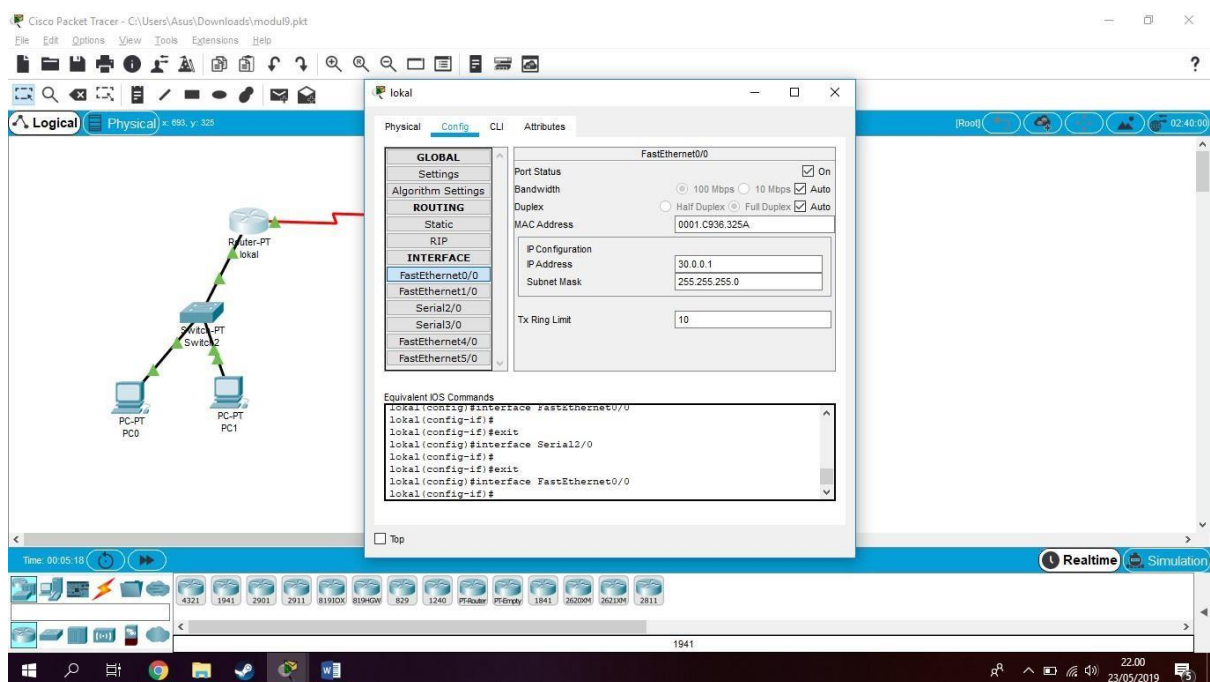 Cisco Packet Tracer - C:\Users\Asus\Downloads\modul9.pkt
File Edit Options View Tools Extensions Help
?
Logical Physical x: 693, y: 325
[Root] 02:40:00
Router-PT
lokal
Switch-PT
Switch2
PC-PT
PC0
PC-PT
PC1
lokal
Physical Config CLI Attributes
GLOBAL
Settings
Algorithm Settings
ROUTING
Static
RIP
INTERFACE
FastEthernet0/0
FastEthernet1/0
Serial2/0
Serial3/0
FastEthernet4/0
FastEthernet5/0
FastEthernet0/0
Port Status On
Bandwidth 100 Mbps 10 Mbps Auto
Duplex Half Duplex Full Duplex Auto
MAC Address 0001.C936.325A
IP Configuration
IP Address 30.0.0.1
Subnet Mask 255.255.255.0
Tx Ring Limit 10
Equivalent IOS Commands
lokal(config)#interface FastEthernet0/0
lokal(config-if)#
lokal(config-if)#exit
lokal(config)#interface Serial2/0
lokal(config-if)#
lokal(config-if)#exit
lokal(config)#interface FastEthernet0/0
lokal(config-if)#
Top
Time: 00:05:18
Realtime Simulation
4321 1941 2901 2911 819IOX 819HGW 829 1240 PT-Router PT-Empty 1841 2620XM 2621XM 2811
1941
22.00
23/05/2019
5